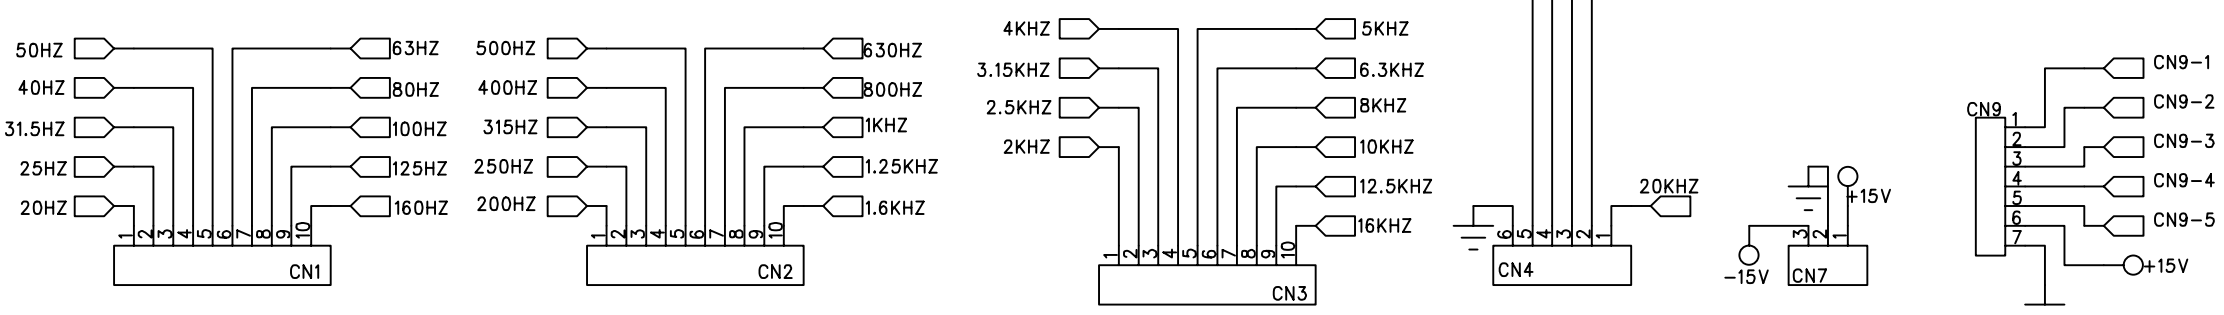 50HZ 63HZ
40HZ 80HZ
31.5HZ 100HZ
25HZ 125HZ
20HZ 160HZ
1 2 3 4 5 6 7 8 9 10
CN1
500HZ 630HZ
400HZ 800HZ
315HZ 1KHZ
250HZ 1.25KHZ
200HZ 1.6KHZ
1 2 3 4 5 6 7 8 9 10
CN2
4KHZ 5KHZ
3.15KHZ 6.3KHZ
2.5KHZ 8KHZ
2KHZ 10KHZ
12.5KHZ
16KHZ
1 2 3 4 5 6 7 8 9 10
CN3
20KHZ
6 5 4 3 2 1
CN4
+15V
3 2 1
-15V
CN7
CN9
1 CN9-1
2 CN9-2
3 CN9-3
4 CN9-4
5 CN9-5
6 +15V
7